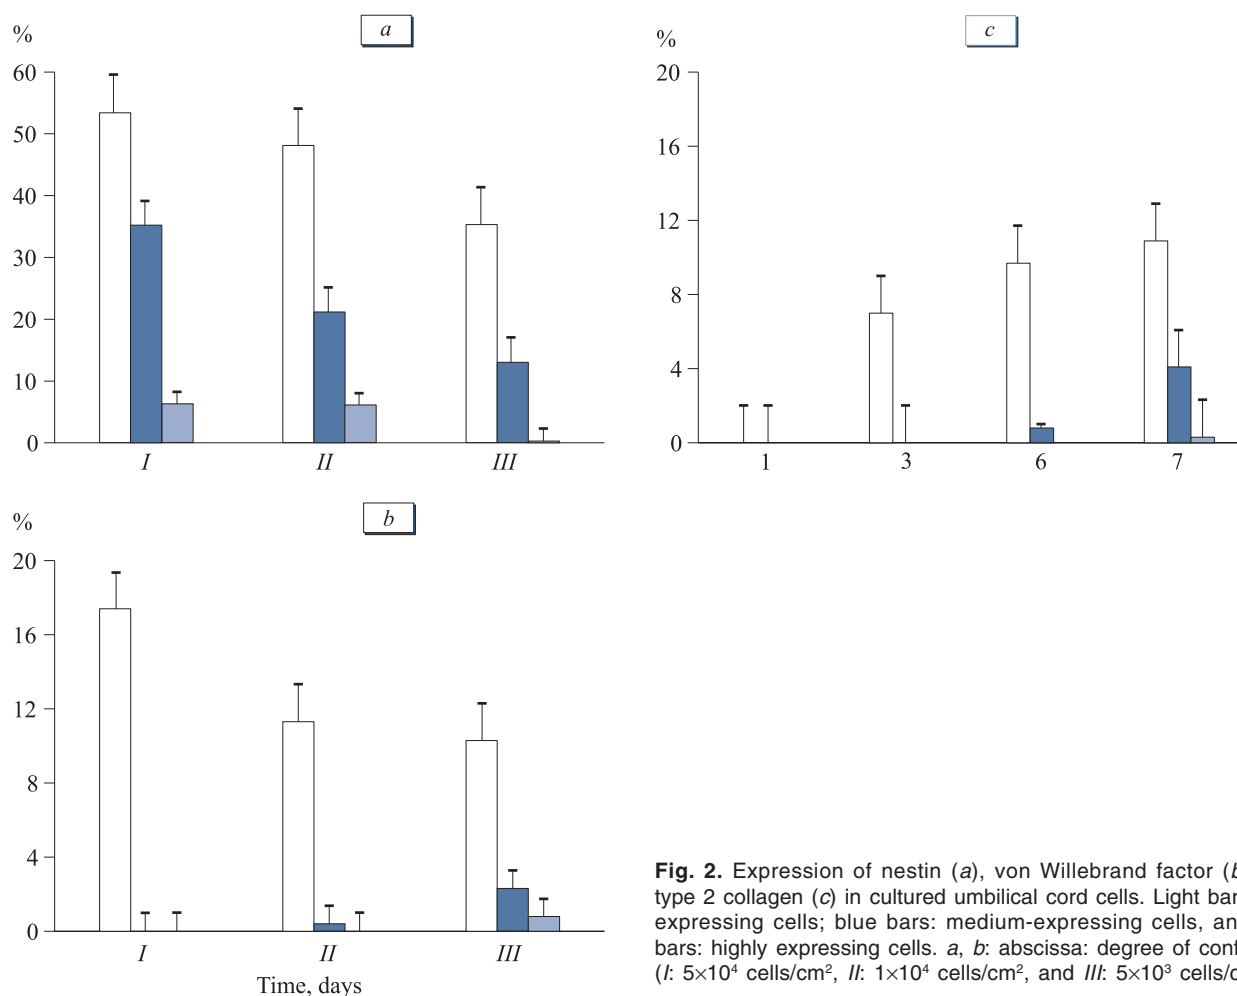 %
a
60
50
40
30
20
10
0
I II III
%
c
20
16
12
8
4
0
1 3 6 7
%
b
20
16
12
8
4
0
I II III
Time, days
Fig. 2. Expression of nestin (a), von Willebrand factor (b
type 2 collagen (c) in cultured umbilical cord cells. Light bar
expressing cells; blue bars: medium-expressing cells, an
bars: highly expressing cells. a, b: abscissa: degree of conf
(I: 5×10⁴ cells/cm², II: 1×10⁴ cells/cm², and III: 5×10³ cells/c